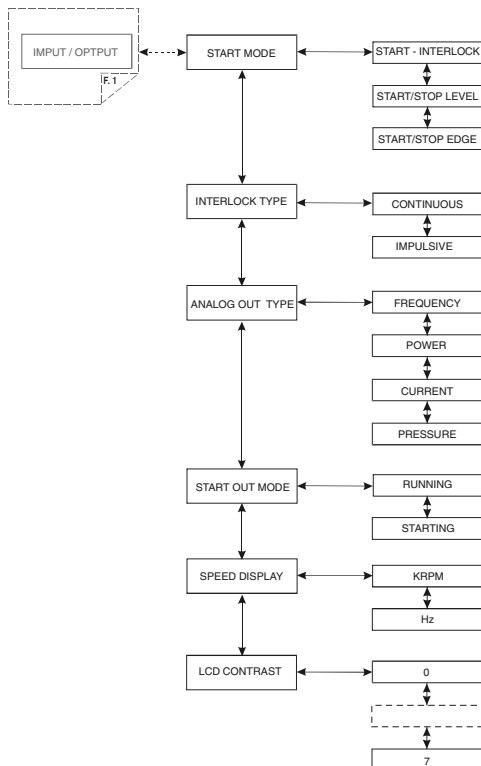 IMPUT / OPTPUT
F. 1
START MODE
START - INTERLOCK
START/STOP LEVEL
START/STOP EDGE
INTERLOCK TYPE
CONTINUOUS
IMPULSIVE
ANALOG OUT TYPE
FREQUENCY
POWER
CURRENT
PRESSURE
START OUT MODE
RUNNING
STARTING
SPEED DISPLAY
KRPM
Hz
LCD CONTRAST
0
7